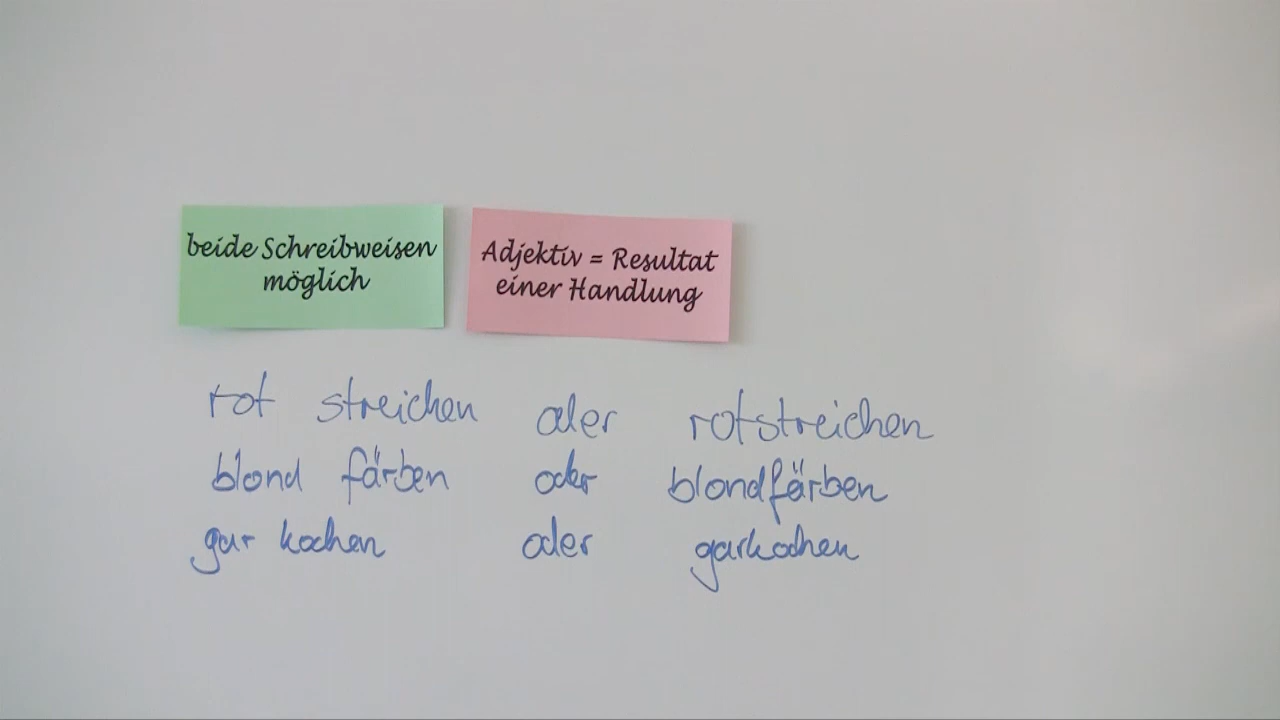 beide Schreibweisen
möglich
Adjektiv = Resultat
einer Handlung
rot streichen oder rotstreichen
blond färben oder blondfärben
gar kochen oder garkochen